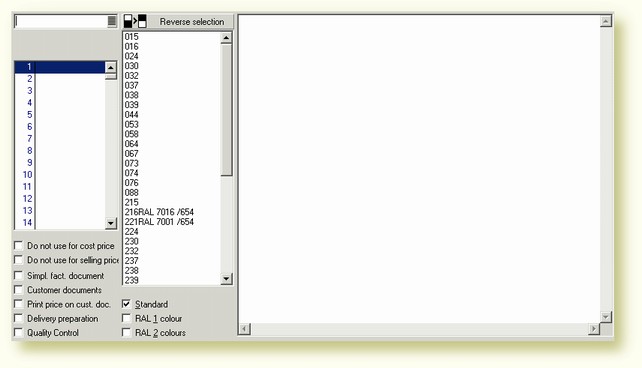 Reverse selection
015
016
024
030
032
037
038
039
044
053
058
064
067
073
074
076
088
215
216RAL 7016 /654
221RAL 7001 /654
224
230
232
237
238
239
1
2
3
4
5
6
7
8
9
10
11
12
13
14
Do not use for cost price
Do not use for selling price
Simpl. fact. document
Customer documents
Print price on cust. doc.
Delivery preparation
Quality Control
Standard
RAL 1 colour
RAL 2 colours